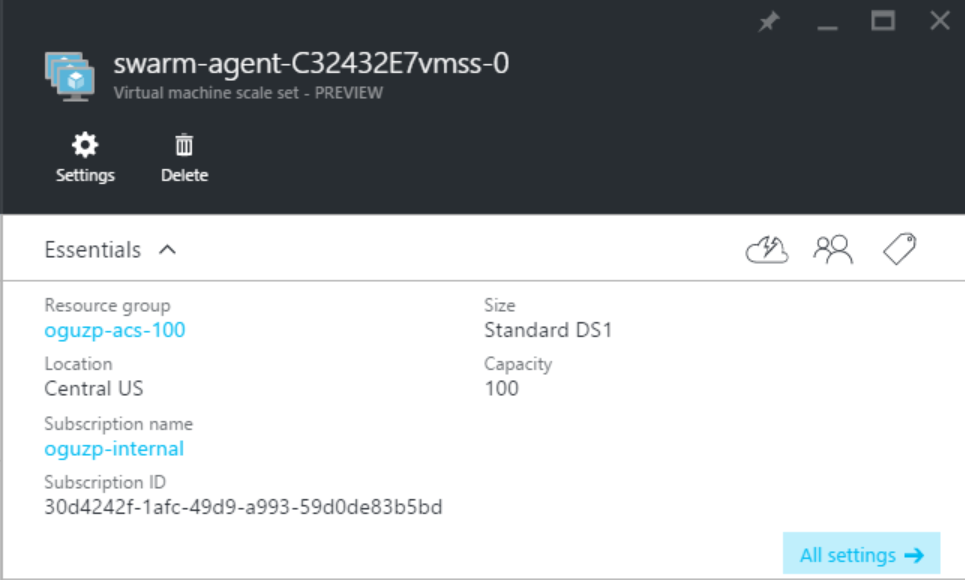 swarm-agent-C32432E7vmss-0
Virtual machine scale set - PREVIEW
Settings
Delete
Essentials
Resource group
oguzp-acs-100
Size
Standard DS1
Location
Central US
Capacity
100
Subscription name
oguzp-internal
Subscription ID
30d4242f-1afc-49d9-a993-59d0de83b5bd
All settings